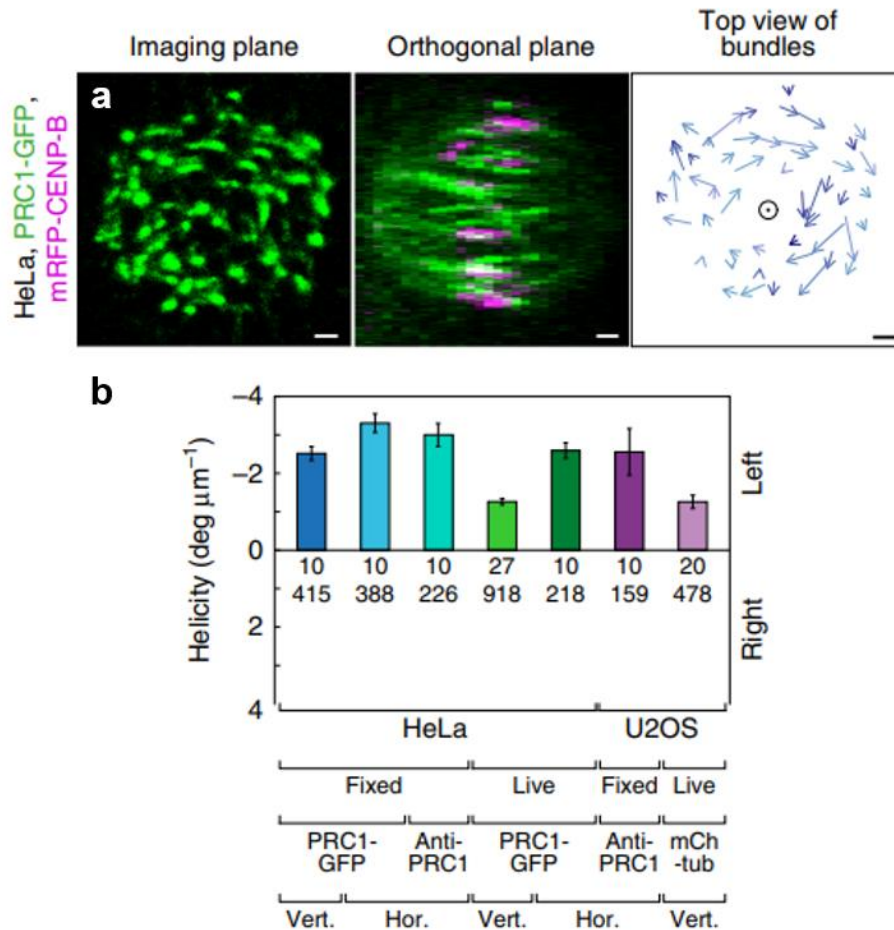 Imaging plane
Orthogonal plane
Top view of
bundles
HeLa, PRC1-GFP,
mRFP-CENP-B
a
b
–4
–2
0
2
4
Helicity (deg μm⁻¹)
Left
Right
10 10 10 27 10 10 20
415 388 226 918 218 159 478
HeLa U2OS
Fixed Live Fixed Live
PRC1- Anti- PRC1- Anti- mCh
GFP PRC1 GFP PRC1 -tub
Vert. Hor. Vert. Hor. Vert.